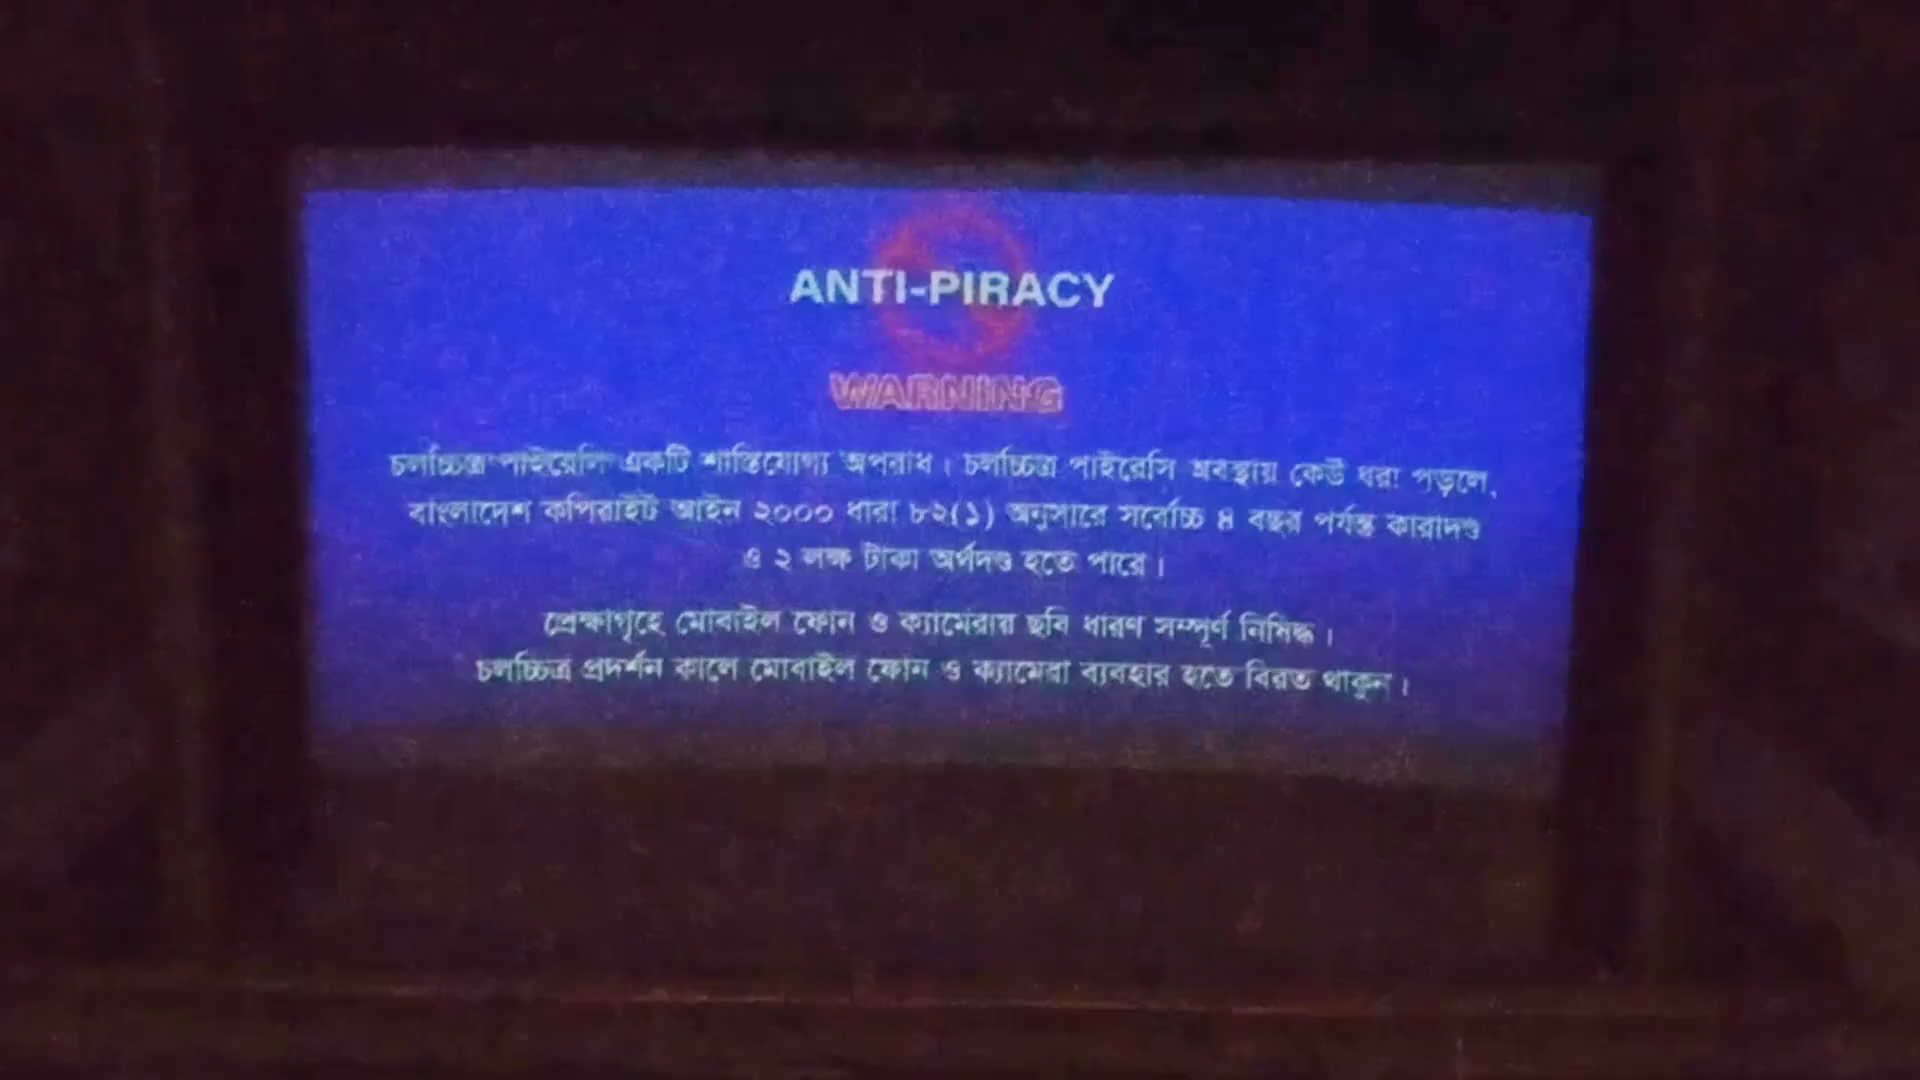 ANTI-PIRACY
WARNING
চলচ্চিত্র পাইরেসি একটি শাস্তিযোগ্য অপরাধ। চলচ্চিত্র পাইরেসি অবস্থায় কেউ ধরা পড়লে,
বাংলাদেশ কপিরাইট আইন ২০০০ ধারা ৮২(১) অনুসারে সর্বোচ্চ ৪ বছর পর্যন্ত কারাদণ্ড
ও ২ লক্ষ টাকা অর্থদণ্ড হতে পারে।
প্রেক্ষাগৃহে মোবাইল ফোন ও ক্যামেরায় ছবি ধারণ সম্পূর্ণ নিষিদ্ধ।
চলচ্চিত্র প্রদর্শন কালে মোবাইল ফোন ও ক্যামেরা ব্যবহার হতে বিরত থাকুন।